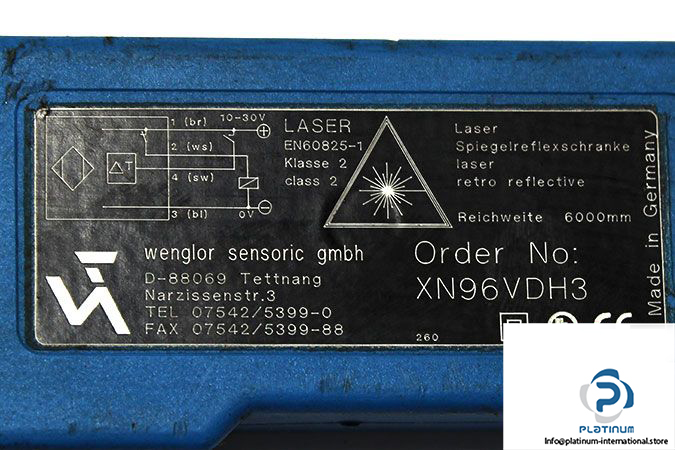 1 (br)
10-30V
2 (ws)
ΔT
4 (sw)
3 (bl)
0V
LASER
EN60825-1
Klasse 2
class 2
Laser
Spiegelreflexschranke
laser
retro reflective
Reichweite 6000mm
Made in Germany
wenglor sensoric gmbh
D-88069 Tettnang
Narzissenstr.3
TEL 07542/5399-0
FAX 07542/5399-88
Order No:
XN96VDH3
260
PLATINUM
Info@platinum-international.store